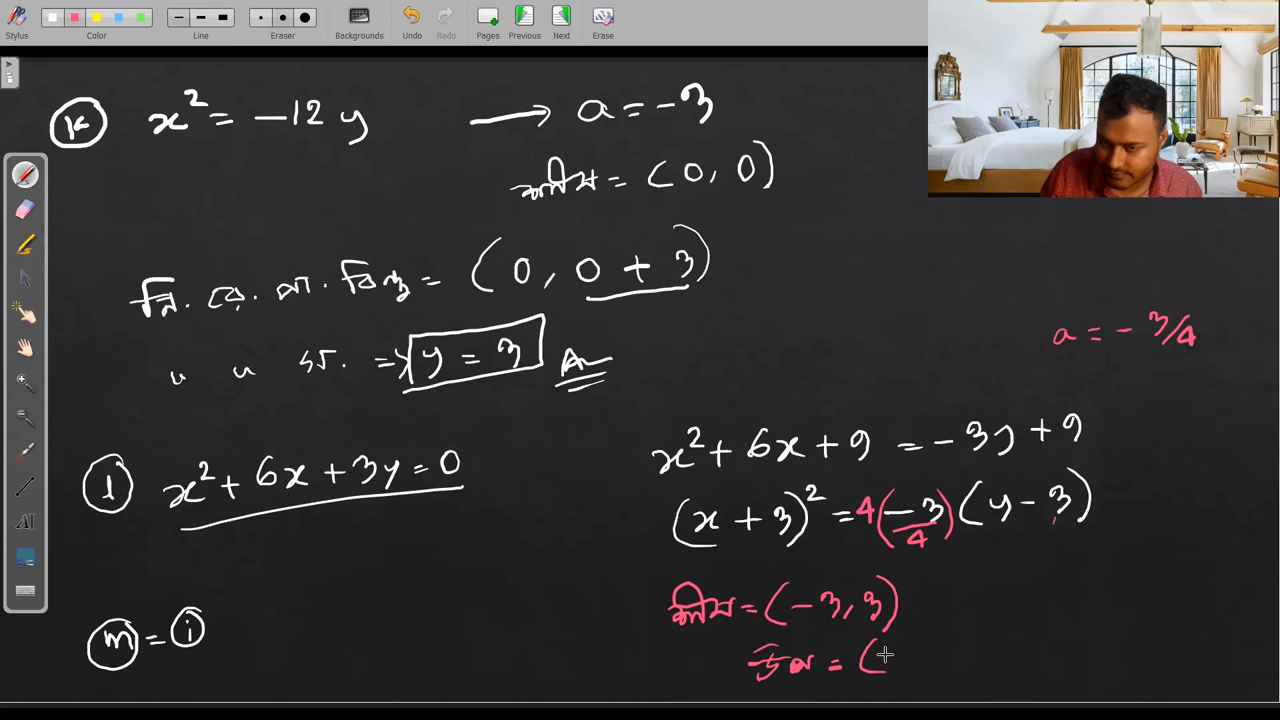 Stylus Color Line Eraser Backgrounds Undo Redo Pages Previous Next Erase
(k) x² = −12 y ⟶ a = −3
শীর্ষ = (0, 0)
নি. রে. পা. বিন্দু = (0, 0 + 3)
" " সমী. => y = 3 Ans
a = − 3/4
(l) x² + 6x + 3y = 0
x² + 6x + 9 = −3y + 9
(x + 3)² = 4(−3/4)(y − 3)
শীর্ষ = (−3, 3)
(m) = (i)
= (